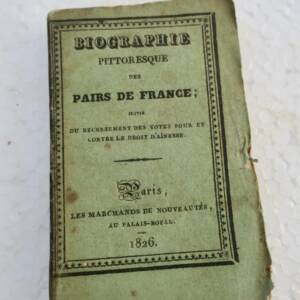 BIOGRAPHIE
PITTORESQUE
DES
PAIRS DE FRANCE;
SUIVIE
DU RECENSEMENT DES VOTES POUR ET
CONTRE LE DROIT D'AÎNESSE.
Paris,
LES MARCHANDS DE NOUVEAUTÉS,
AU PALAIS-ROYAL.
1826.